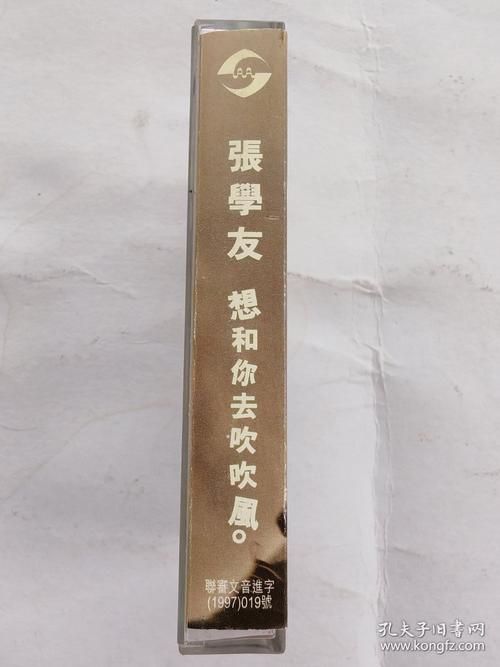 張學友
想和你去吹吹風。
聯審文音進字
(1997)019號
孔夫子旧书网
www.kongfz.com